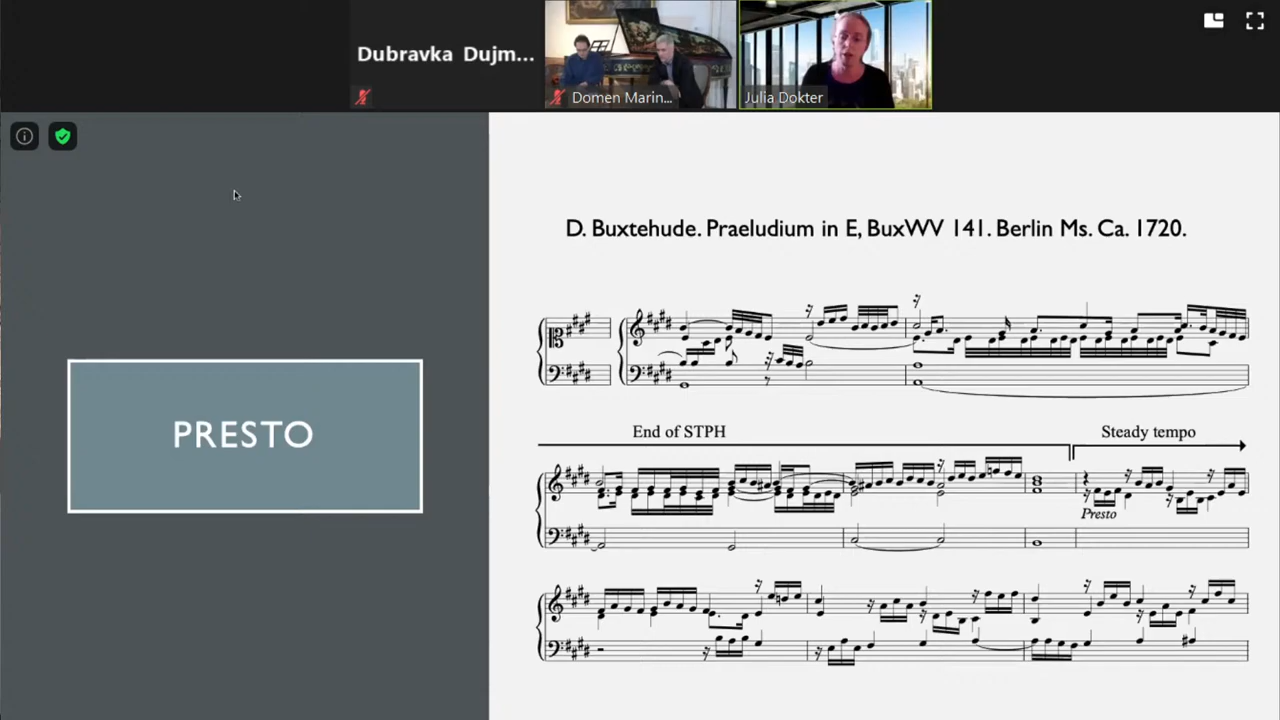 Dubravka Dujm...
Domen Marin...
Julia Dokter
D. Buxtehude. Praeludium in E, BuxWV 141. Berlin Ms. Ca. 1720.
PRESTO
End of STPH
Steady tempo
Presto